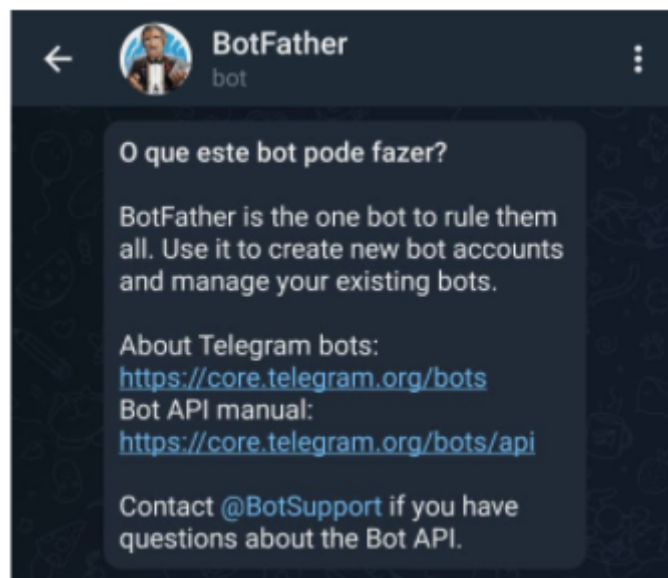 BotFather
bot
O que este bot pode fazer?
BotFather is the one bot to rule them
all. Use it to create new bot accounts
and manage your existing bots.
About Telegram bots:
https://core.telegram.org/bots
Bot API manual:
https://core.telegram.org/bots/api
Contact @BotSupport if you have
questions about the Bot API.